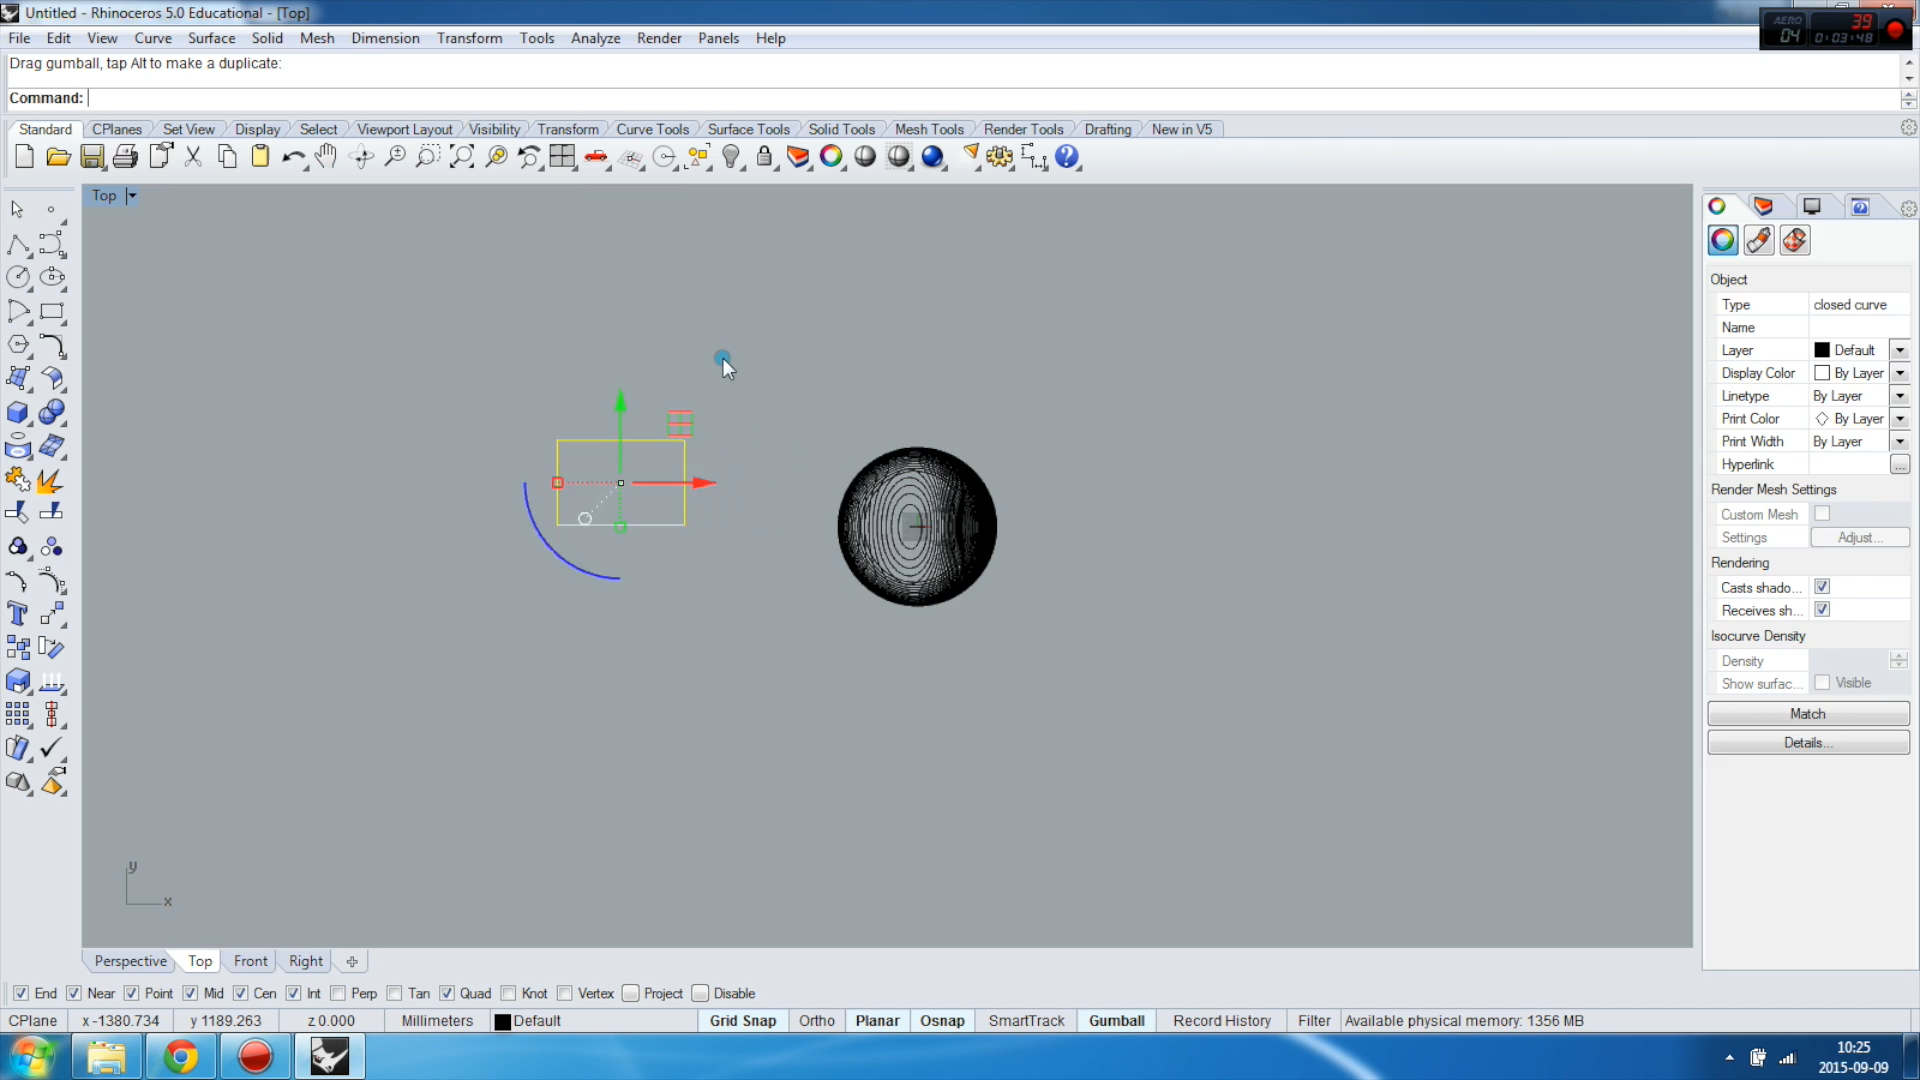 Untitled - Rhinoceros 5.0 Educational - [Top]
AERO 04 39 0:03:48
File Edit View Curve Surface Solid Mesh Dimension Transform Tools Analyze Render Panels Help
Drag gumball, tap Alt to make a duplicate:
Command:
Standard CPlanes Set View Display Select Viewport Layout Visibility Transform Curve Tools Surface Tools Solid Tools Mesh Tools Render Tools Drafting New in V5
Top
Object
Type closed curve
Name
Layer Default
Display Color By Layer
Linetype By Layer
Print Color By Layer
Print Width By Layer
Hyperlink ...
Render Mesh Settings
Custom Mesh
Settings Adjust...
Rendering
Casts shado...
Receives sh...
Isocurve Density
Density
Show surfac... Visible
Match
Details...
y
x
Perspective Top Front Right
End Near Point Mid Cen Int Perp Tan Quad Knot Vertex Project Disable
CPlane x -1380.734 y 1189.263 z 0.000 Millimeters Default Grid Snap Ortho Planar Osnap SmartTrack Gumball Record History Filter Available physical memory: 1356 MB
10:25
2015-09-09